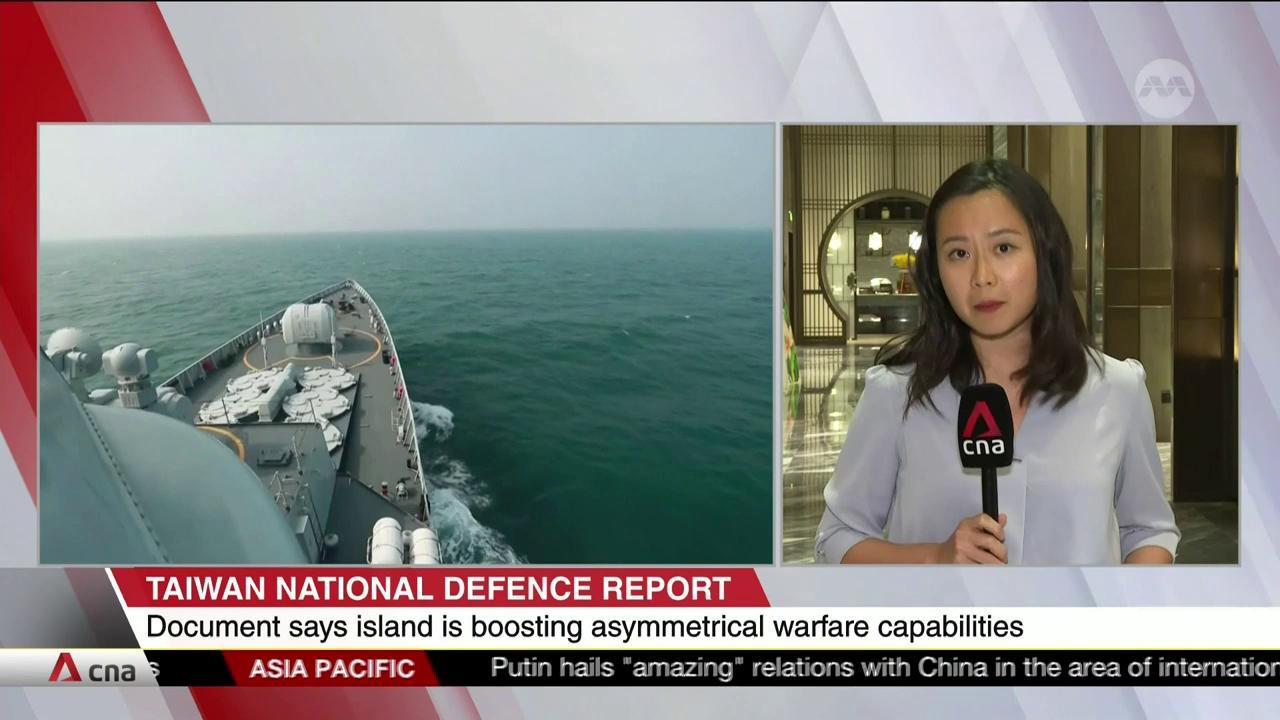 cna
TAIWAN NATIONAL DEFENCE REPORT
Document says island is boosting asymmetrical warfare capabilities
cna s ASIA PACIFIC Putin hails "amazing" relations with China in the area of internation